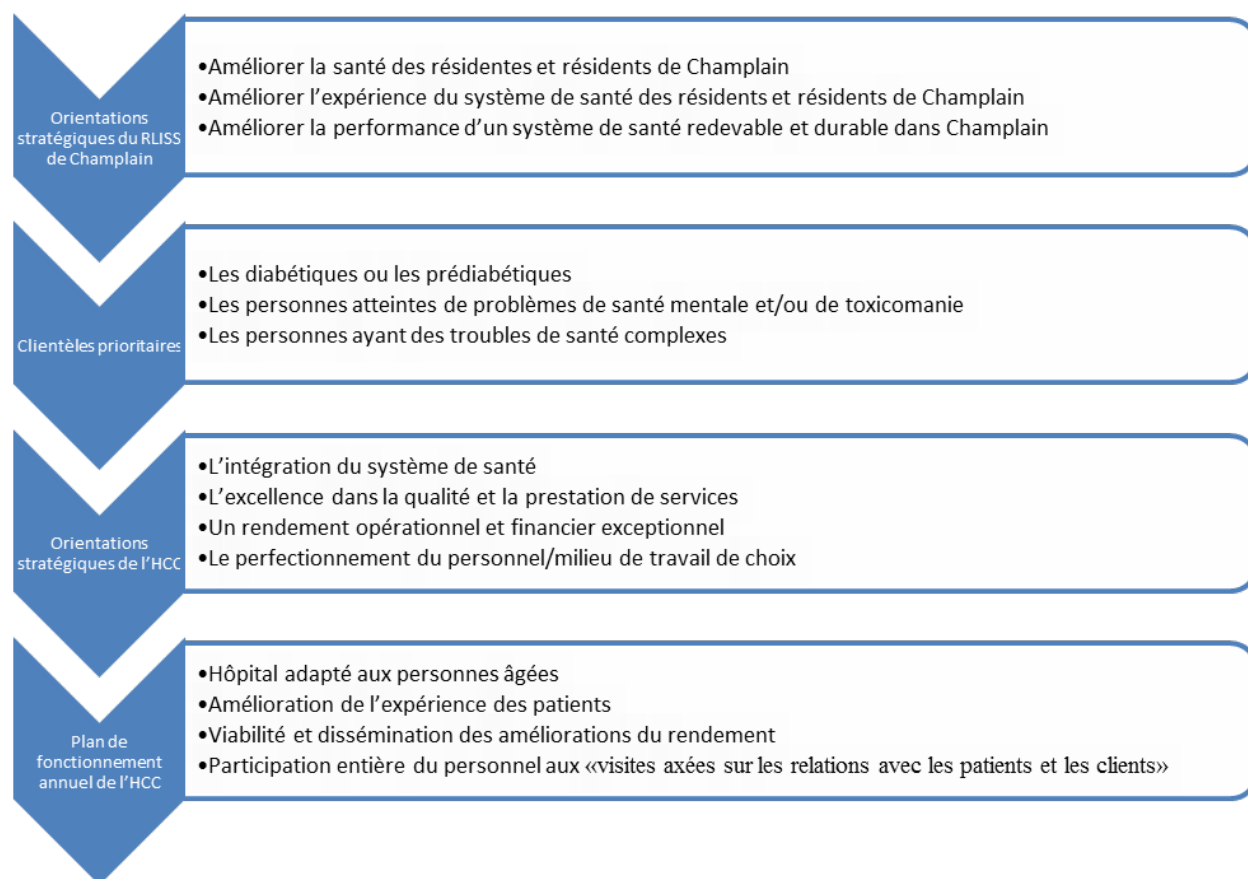 Orientations
stratégiques du RLISS
de Champlain
•Améliorer la santé des résidentes et résidents de Champlain
•Améliorer l’expérience du système de santé des résidents et résidents de Champlain
•Améliorer la performance d’un système de santé redevable et durable dans Champlain
Clientèles prioritaires
•Les diabétiques ou les prédiabétiques
•Les personnes atteintes de problèmes de santé mentale et/ou de toxicomanie
•Les personnes ayant des troubles de santé complexes
Orientations
stratégiques de l’HCC
•L’intégration du système de santé
•L’excellence dans la qualité et la prestation de services
•Un rendement opérationnel et financier exceptionnel
•Le perfectionnement du personnel/milieu de travail de choix
Plan de
fonctionnement
annuel de l’HCC
•Hôpital adapté aux personnes âgées
•Amélioration de l’expérience des patients
•Viabilité et dissémination des améliorations du rendement
•Participation entière du personnel aux «visites axées sur les relations avec les patients et les clients»